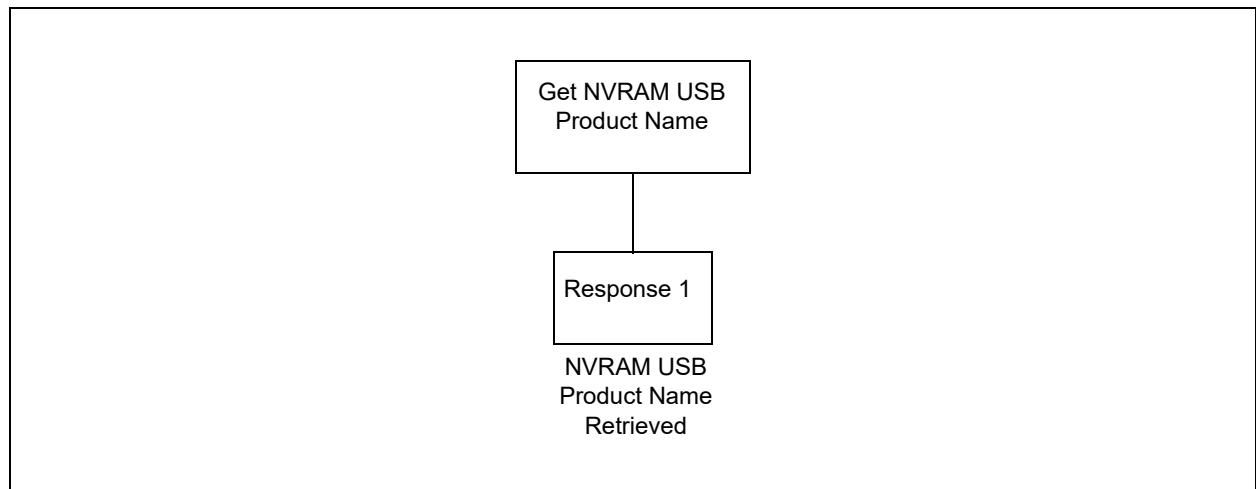 Get NVRAM USB
Product Name
Response 1
NVRAM USB
Product Name
Retrieved